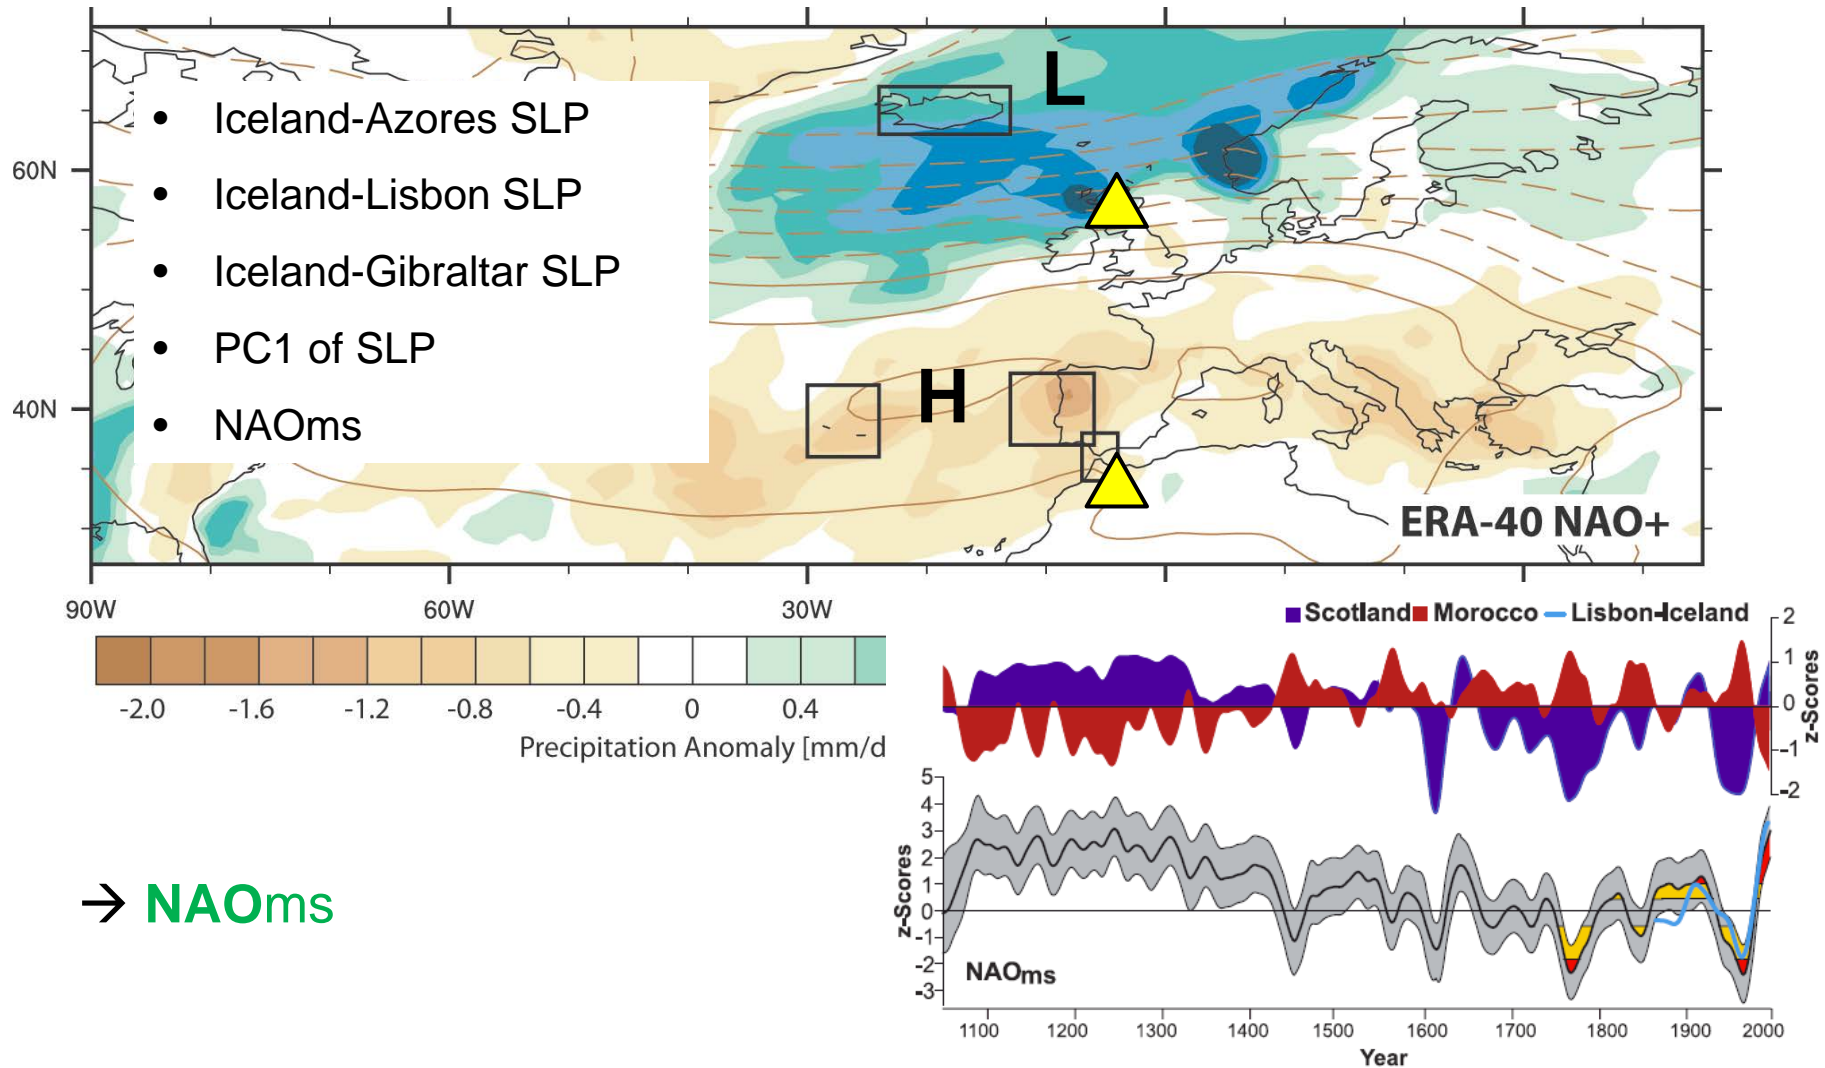 L
• Iceland-Azores SLP
• Iceland-Lisbon SLP
• Iceland-Gibraltar SLP
• PC1 of SLP
• NAOms
H
60N
40N
ERA-40 NAO+
90W 60W 30W
-2.0 -1.6 -1.2 -0.8 -0.4 0 0.4
Precipitation Anomaly [mm/d
Scotland Morocco Lisbon-Iceland
2
1
0
-1
-2
z-Scores
5
4
3
2
1
0
-1
-2
-3
z-Scores
NAOms
1100 1200 1300 1400 1500 1600 1700 1800 1900 2000
Year
→ NAOms